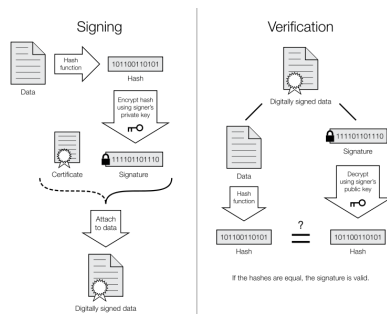 Signing
Data
Hash
function
101100110101
Hash
Encrypt hash
using signer's
private key
Certificate
111101101110
Signature
Attach
to data
Digitally signed data
Verification
Digitally signed data
Data
111101101110
Signature
Hash
function
Decrypt
using signer's
public key
101100110101
Hash
?
=
101100110101
Hash
If the hashes are equal, the signature is valid.